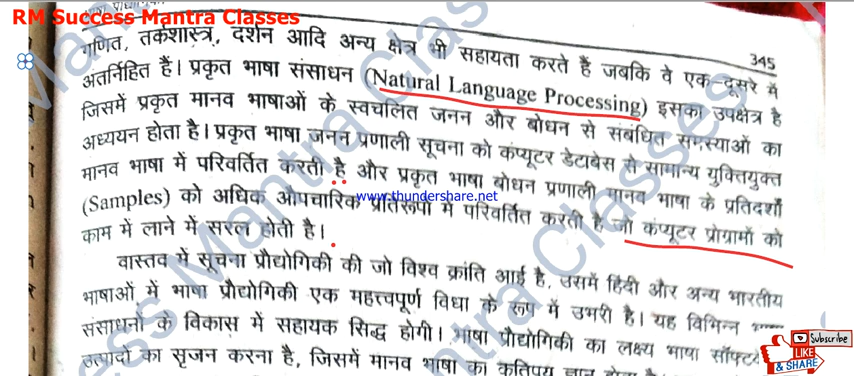 RM Success Mantra Classes
345
गणित, तर्कशास्त्र, दर्शन आदि अन्य क्षेत्र भी सहायता करते हैं जबकि वे एक-दूसरे में
अंतर्निहित हैं। प्रकृत भाषा संसाधन (Natural Language Processing) इसका उपक्षेत्र है
जिसमें प्रकृत मानव भाषाओं के स्वचलित जनन और बोधन से संबंधित समस्याओं का
अध्ययन होता है। प्रकृत भाषा जनन प्रणाली सूचना को कंप्यूटर डेटाबेस से सामान्य युक्तियुक्त
मानव भाषा में परिवर्तित करती है और प्रकृत भाषा बोधन प्रणाली मानव भाषा के प्रतिदर्शों
www.thundershare.net
(Samples) को अधिक औपचारिक प्रतिरूपों में परिवर्तित करती है जो कंप्यूटर प्रोग्रामों को
काम में लाने में सरल होती है।
वास्तव में सूचना प्रौद्योगिकी की जो विश्व क्रांति आई है, उसमें हिंदी और अन्य भारतीय
भाषाओं में भाषा प्रौद्योगिकी एक महत्त्वपूर्ण विधा के रूप में उभरी है। यह विभिन्न
संसाधनों के विकास में सहायक सिद्ध होगी। भाषा प्रौद्योगिकी का लक्ष्य भाषा
उत्पादों का सृजन करना है, जिसमें मानव भाषा का कतिपय ज्ञान होता है।
Subscribe
LIKE
& SHARE